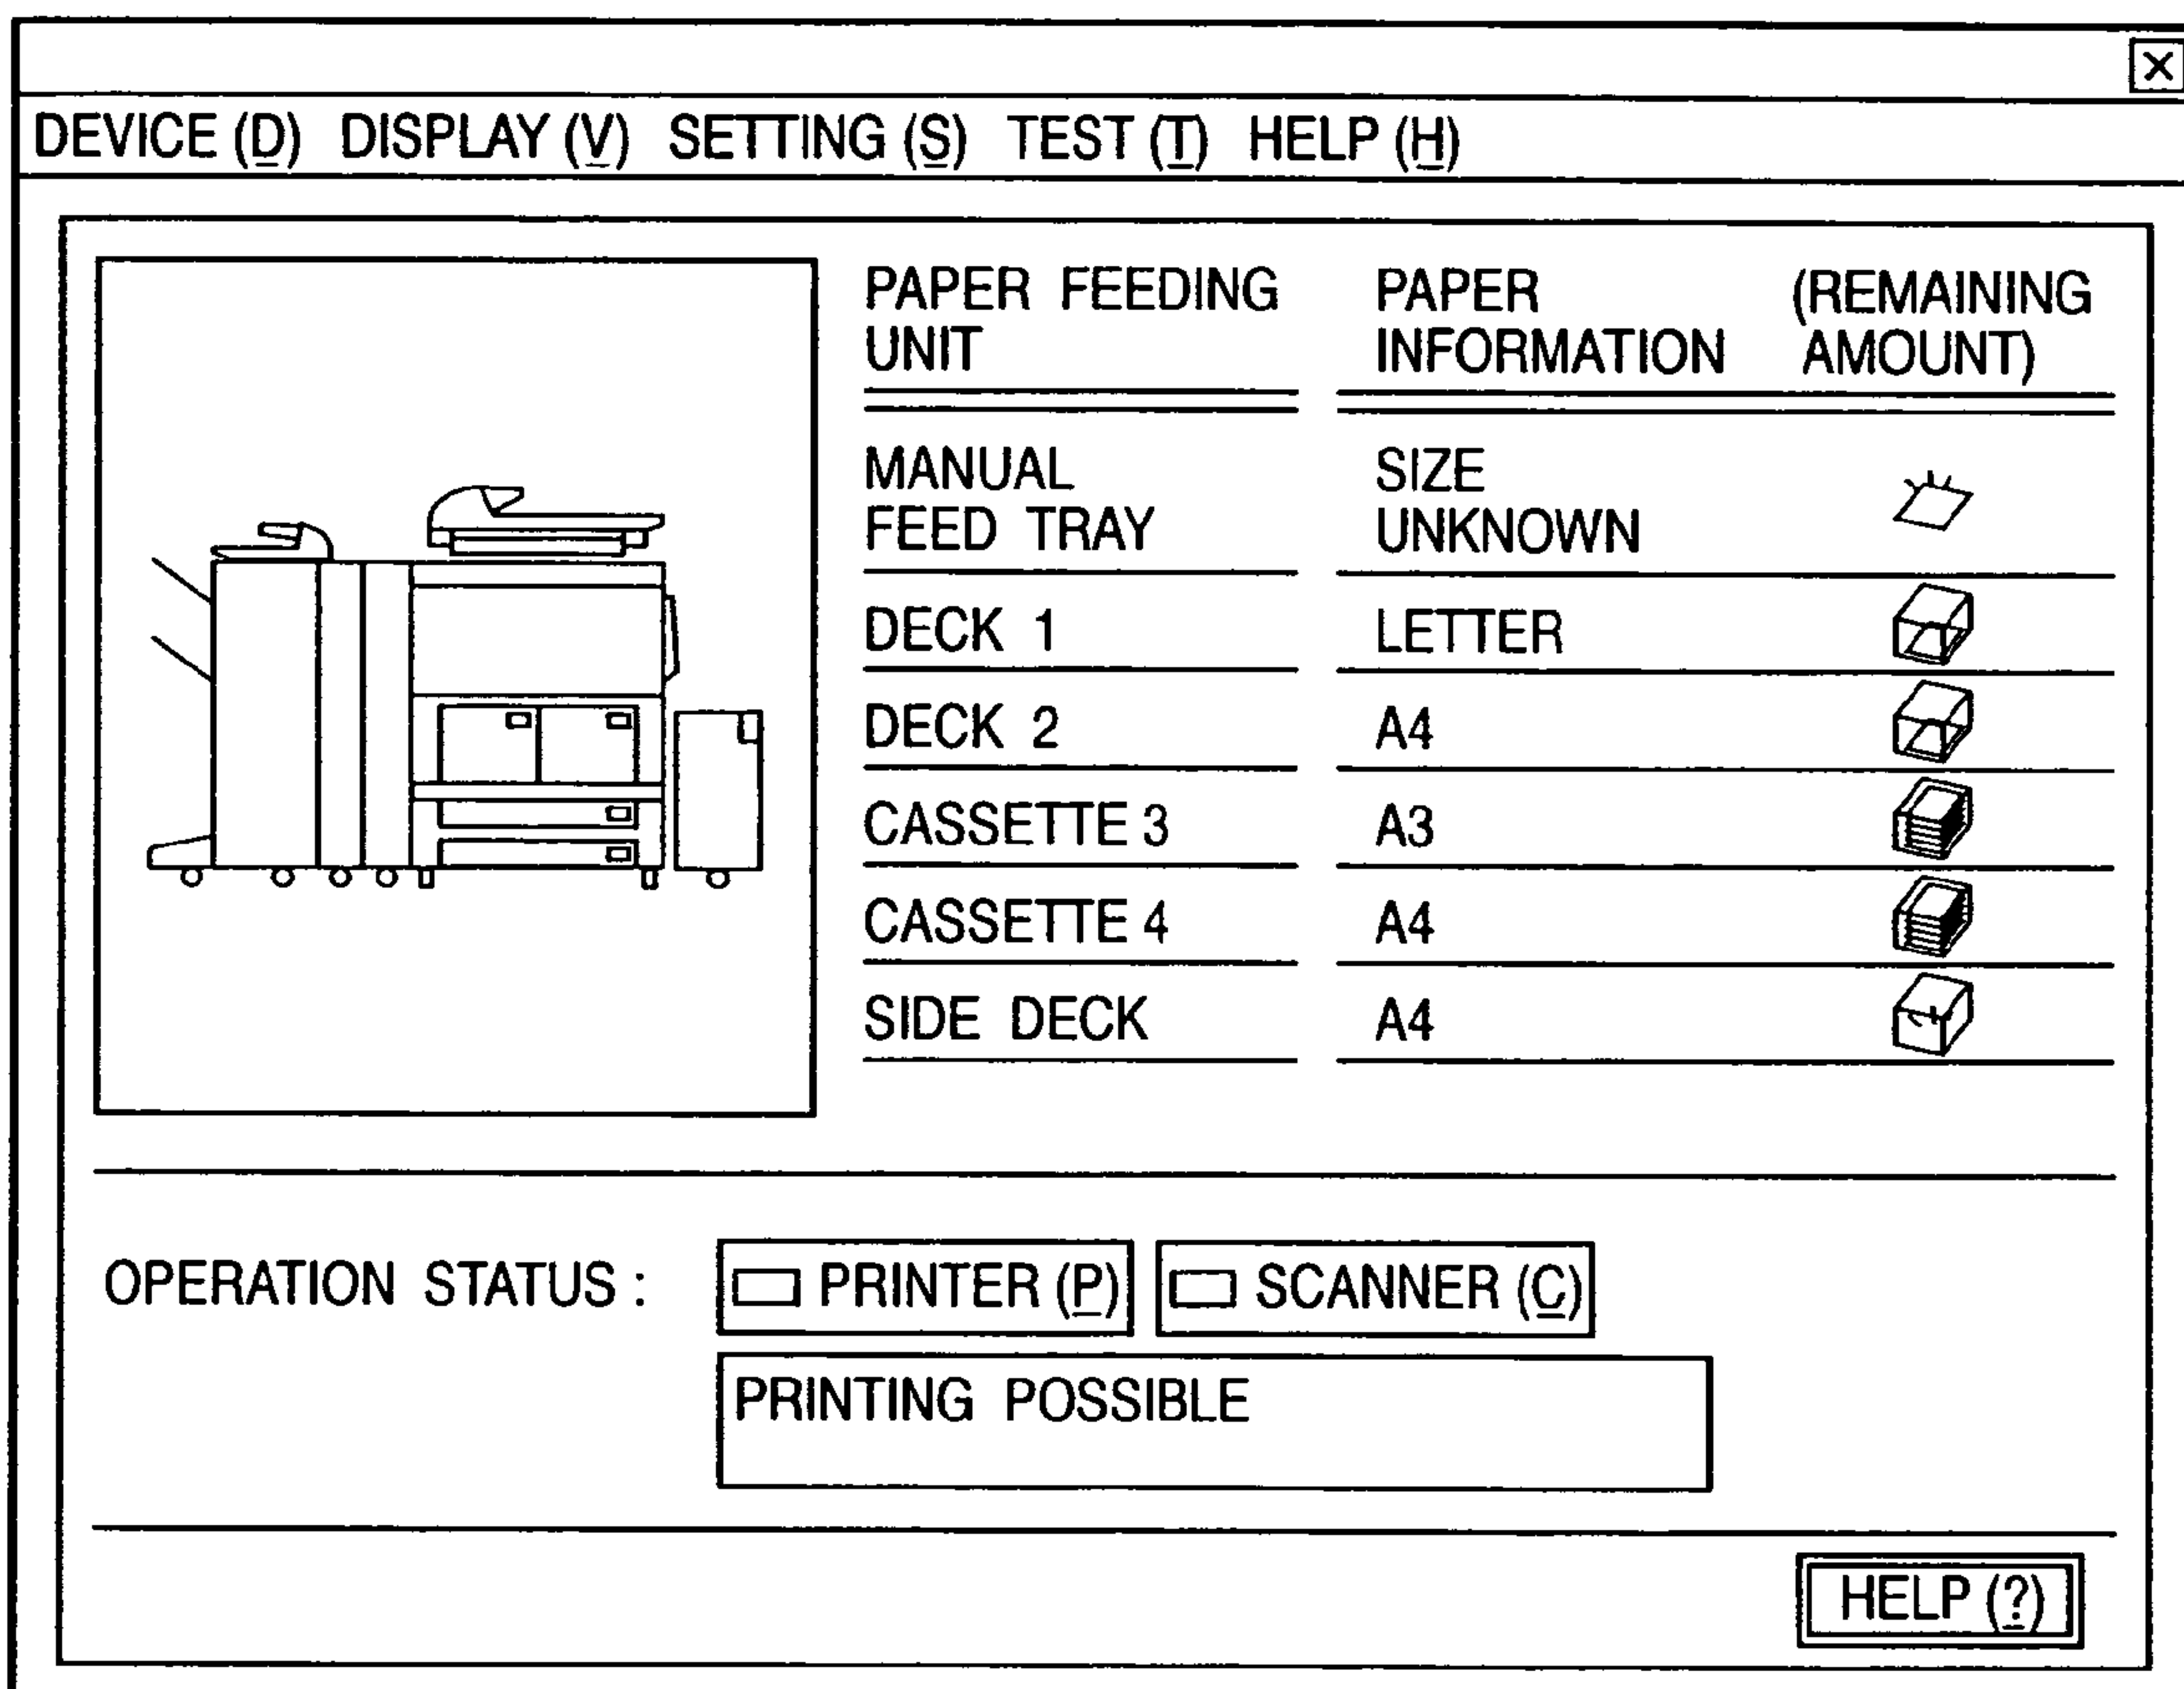 DEVICE (D) DISPLAY (V) SETTING (S) TEST (T) HELP (H)
PAPER FEEDING UNIT
PAPER INFORMATION
(REMAINING AMOUNT)
MANUAL FEED TRAY
SIZE UNKNOWN
DECK 1 LETTER
DECK 2 A4
CASSETTE 3 A3
CASSETTE 4 A4
SIDE DECK A4
OPERATION STATUS : PRINTER (P) SCANNER (C)
PRINTING POSSIBLE
HELP (?)